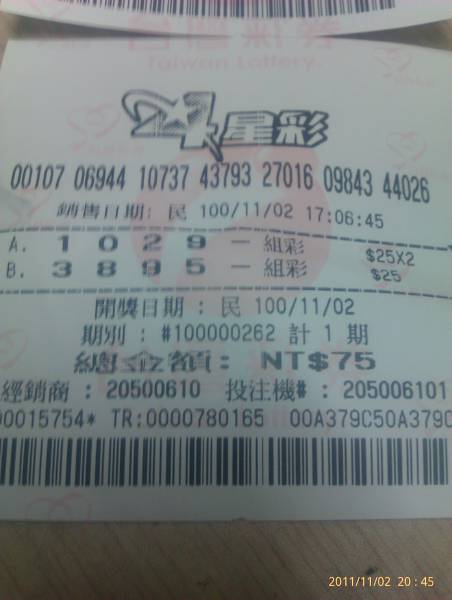 台灣彩券
Taiwan Lottery
4星彩
00107 06944 10737 43793 27016 09843 44026
銷售日期: 民 100/11/02 17:06:45
A. 1 0 2 9 - 組彩 $25X2
B. 3 8 9 5 - 組彩 $25
開獎日期 : 民 100/11/02
期別 : #100000262 計 1 期
總金額: NT$75
經銷商 : 20500610 投注機# : 205006101
00015754* TR:0000780165 00A379C50A379C
2011/11/02 20:45